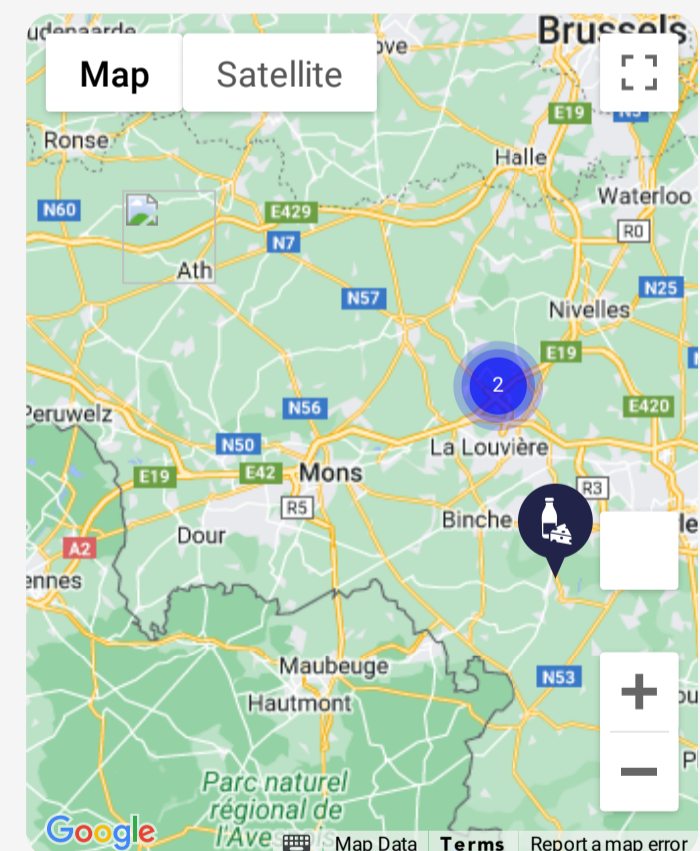 Brussels
Map
Satellite
E19
N5
Ronse
Halle
Waterloo
N60
E429
R0
N7
Ath
N25
N57
Nivelles
E19
2
N56
E420
Peruwelz
N50
La Louvière
E19
E42
Mons
R3
R5
Binche
Dour
A2
Maubeuge
N53
Hautmont
Parc naturel
régional de
Google
Map Data
Terms
Report a map error